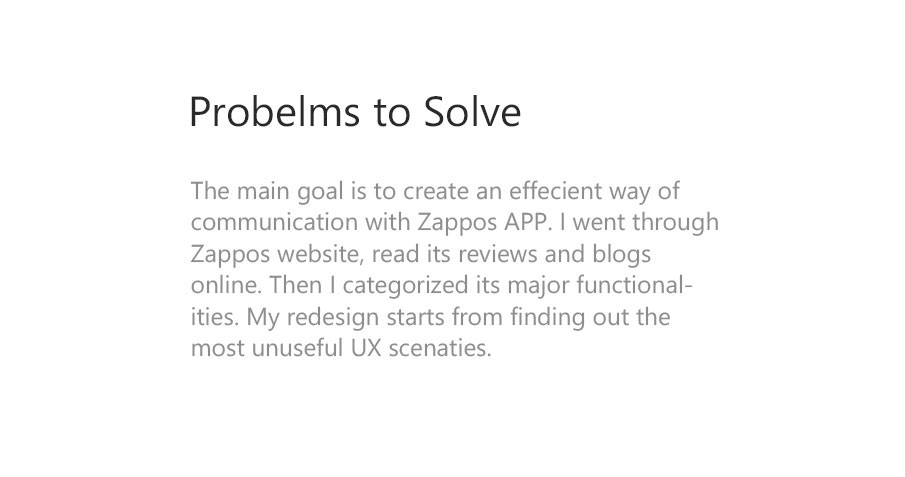 Probelms to Solve
The main goal is to create an effecient way of
communication with Zappos APP. I went through
Zappos website, read its reviews and blogs
online. Then I categorized its major functional-
ities. My redesign starts from finding out the
most unuseful UX scenaties.